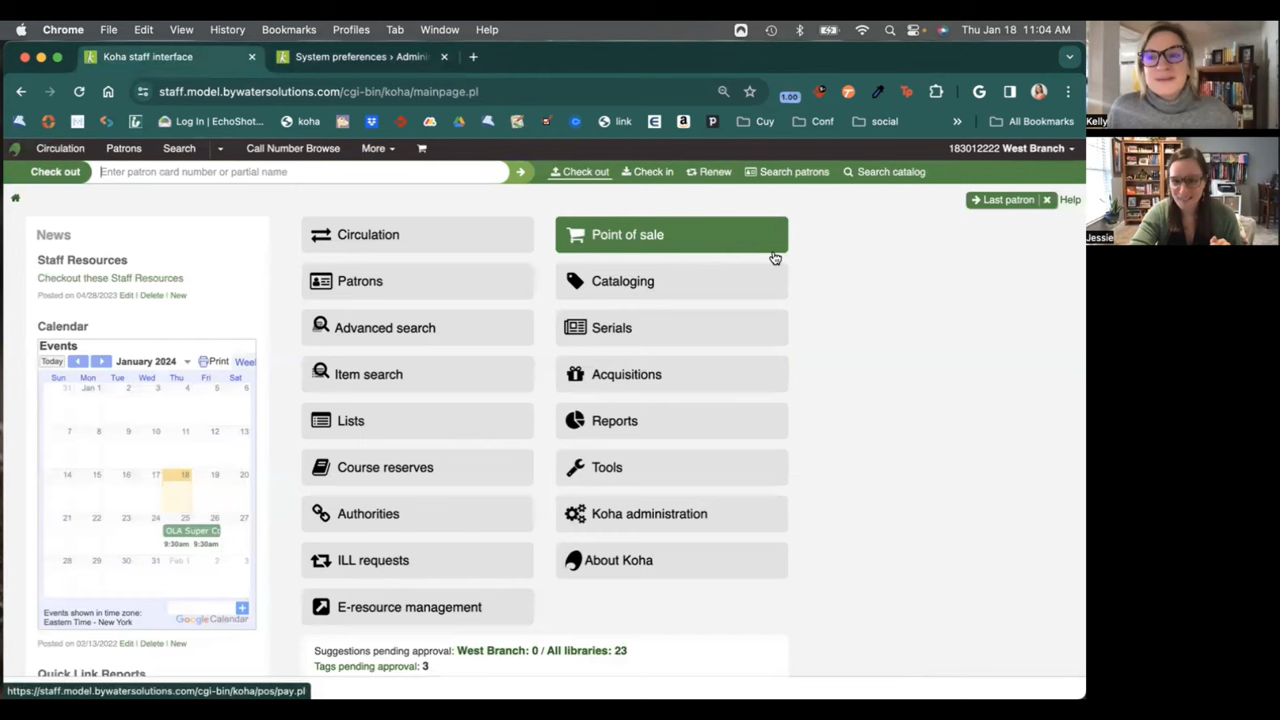 Chrome File Edit View History Bookmarks Profiles Tab Window Help Thu Jan 18 11:04 AM
Koha staff interface System preferences › Admini
staff.model.bywatersolutions.com/cgi-bin/koha/mainpage.pl 1.00
Log In | EchoShot... koha link Cuy Conf social » All Bookmarks
Circulation Patrons Search Call Number Browse More 183012222 West Branch
Check out Enter patron card number or partial name Check out Check in Renew Search patrons Search catalog
Last patron Help
News
Staff Resources
Checkout these Staff Resources
Posted on 04/28/2023 Edit | Delete | New
Calendar
Events
Today January 2024 Print Week
Sun Mon Tue Wed Thu Fri Sat
31 Jan 1 2 3 4 5 6
7 8 9 10 11 12 13
14 15 16 17 18 19 20
21 22 23 24 25 26 27
OLA Super Co
9:30am 9:30am
28 29 30 31 Feb 1 2 3
Events shown in time zone:
Eastern Time - New York
Google Calendar
Posted on 02/13/2022 Edit | Delete | New
Quick Link Reports
Circulation
Patrons
Advanced search
Item search
Lists
Course reserves
Authorities
ILL requests
E-resource management
Point of sale
Cataloging
Serials
Acquisitions
Reports
Tools
Koha administration
About Koha
Suggestions pending approval: West Branch: 0 / All libraries: 23
Tags pending approval: 3
https://staff.model.bywatersolutions.com/cgi-bin/koha/pos/pay.pl
Kelly
Jessie